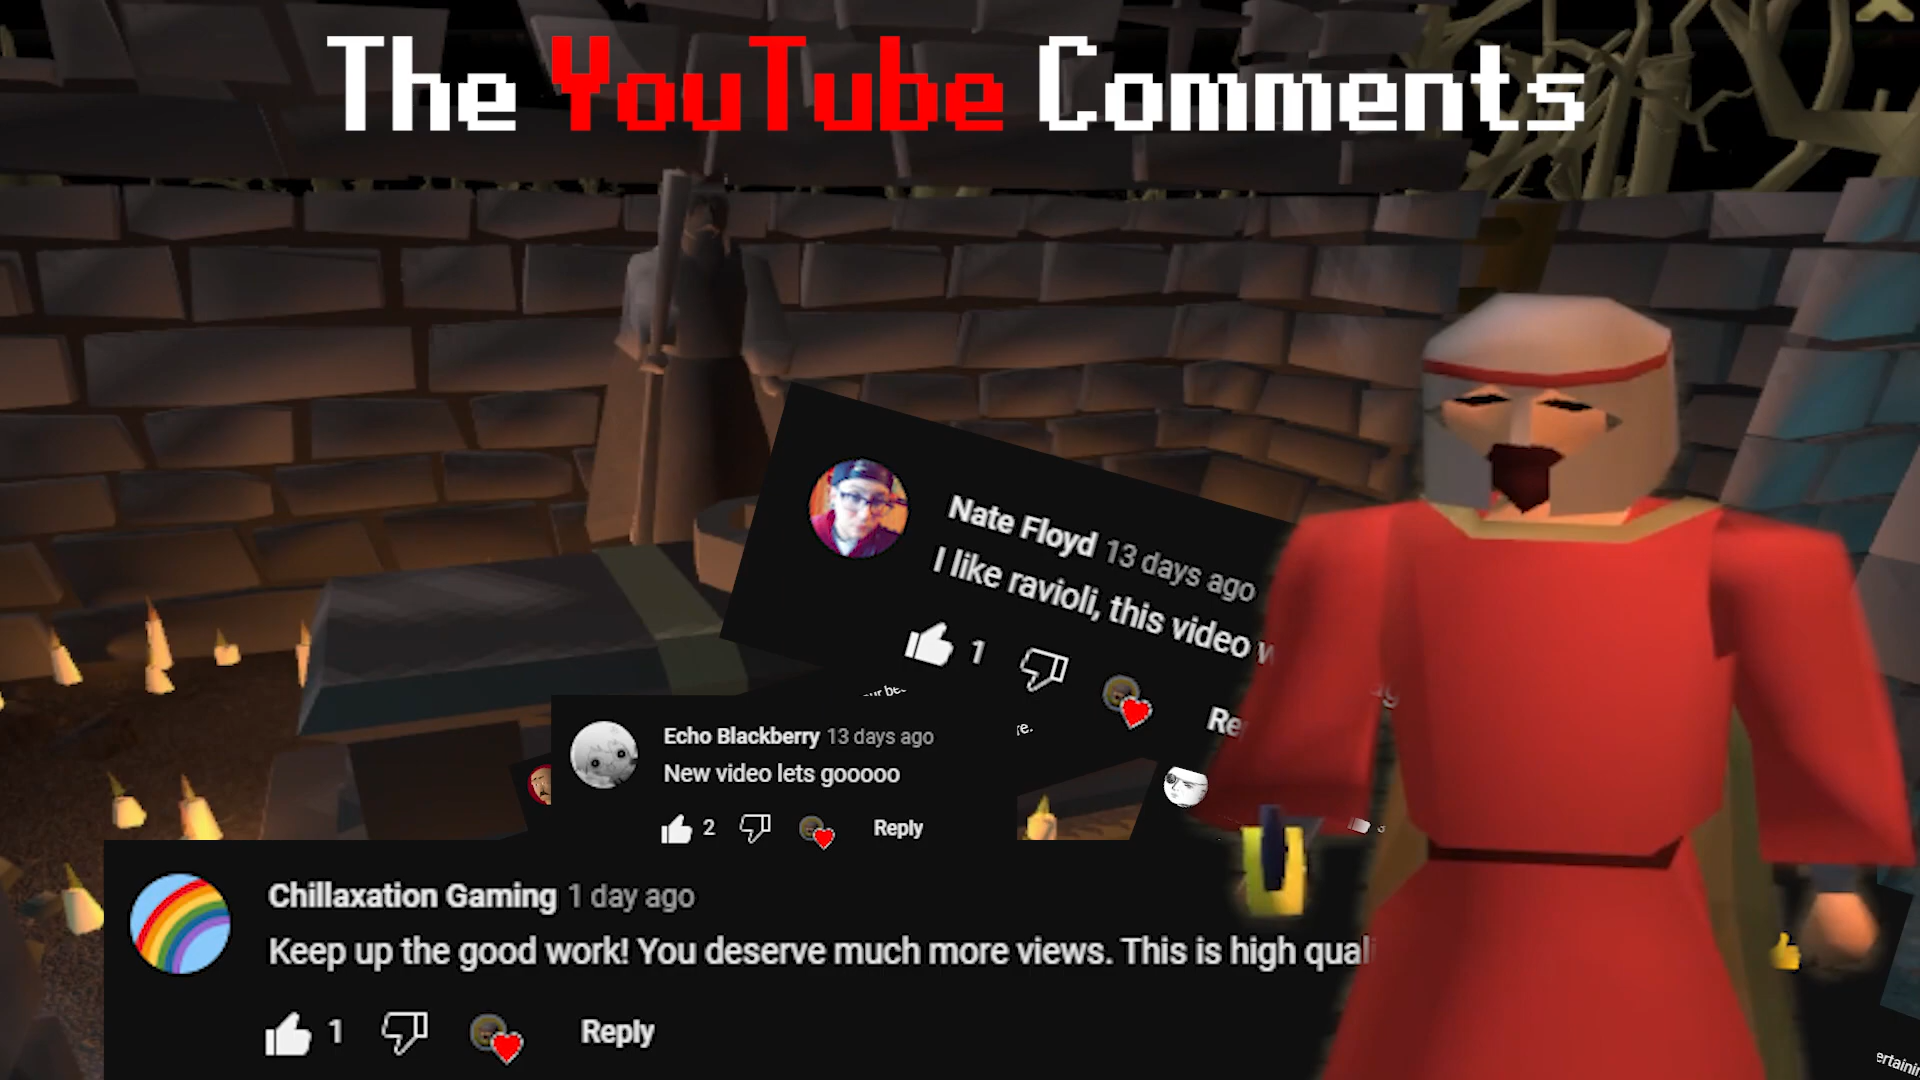 The YouTube Comments
Nate Floyd 13 days ago
I like ravioli, this video
1
Echo Blackberry 13 days ago
New video lets gooooo
2 Reply
Chillaxation Gaming 1 day ago
Keep up the good work! You deserve much more views. This is high quali
1 Reply